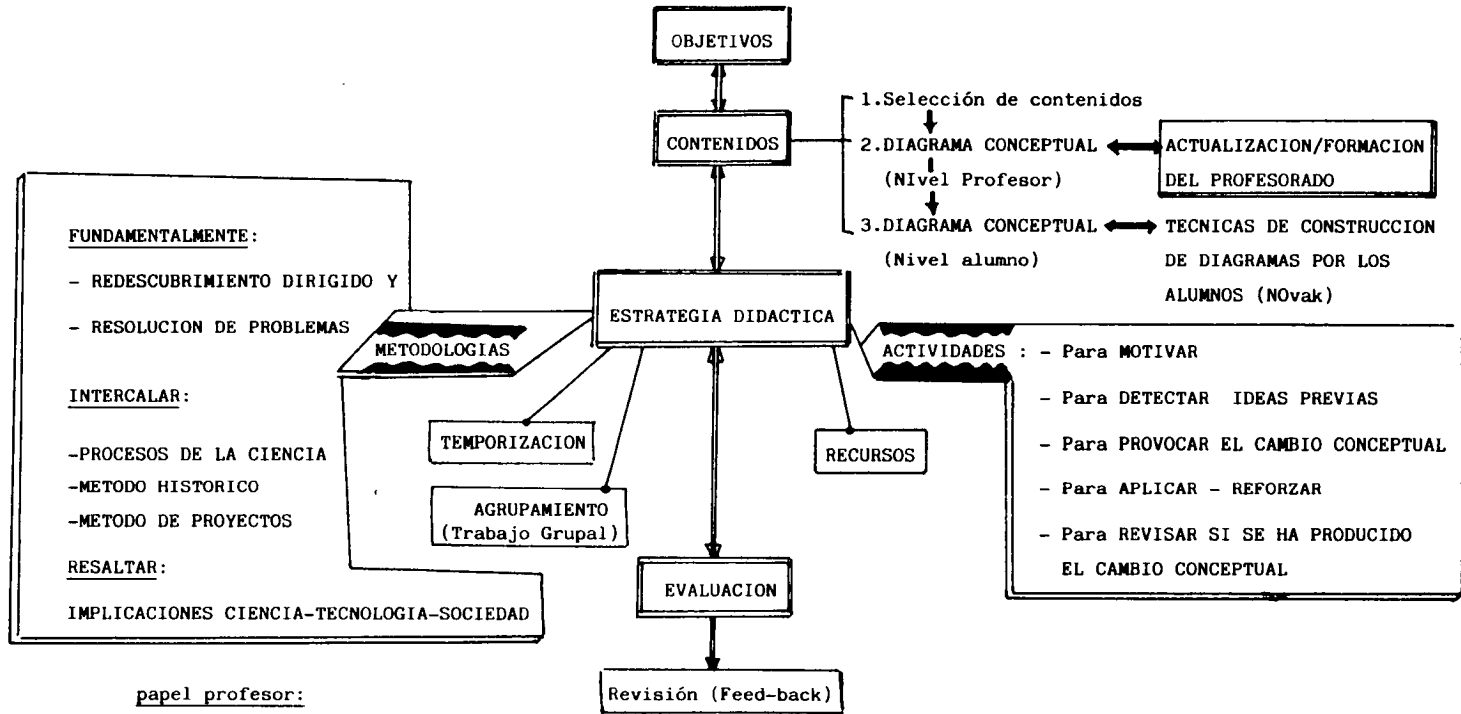 OBJETIVOS
CONTENIDOS
1.Selección de contenidos
2.DIAGRAMA CONCEPTUAL
(NIvel Profesor)
ACTUALIZACION/FORMACION
DEL PROFESORADO
3.DIAGRAMA CONCEPTUAL
(Nivel alumno)
TECNICAS DE CONSTRUCCION
DE DIAGRAMAS POR LOS
ALUMNOS (NOvak)
ESTRATEGIA DIDACTICA
METODOLOGIAS
FUNDAMENTALMENTE:
- REDESCUBRIMIENTO DIRIGIDO Y
- RESOLUCION DE PROBLEMAS
INTERCALAR:
-PROCESOS DE LA CIENCIA
-METODO HISTORICO
-METODO DE PROYECTOS
RESALTAR:
IMPLICACIONES CIENCIA-TECNOLOGIA-SOCIEDAD
TEMPORIZACION
AGRUPAMIENTO
(Trabajo Grupal)
RECURSOS
ACTIVIDADES : - Para MOTIVAR
- Para DETECTAR IDEAS PREVIAS
- Para PROVOCAR EL CAMBIO CONCEPTUAL
- Para APLICAR - REFORZAR
- Para REVISAR SI SE HA PRODUCIDO
EL CAMBIO CONCEPTUAL
EVALUACION
Revisión (Feed-back)
papel profesor: